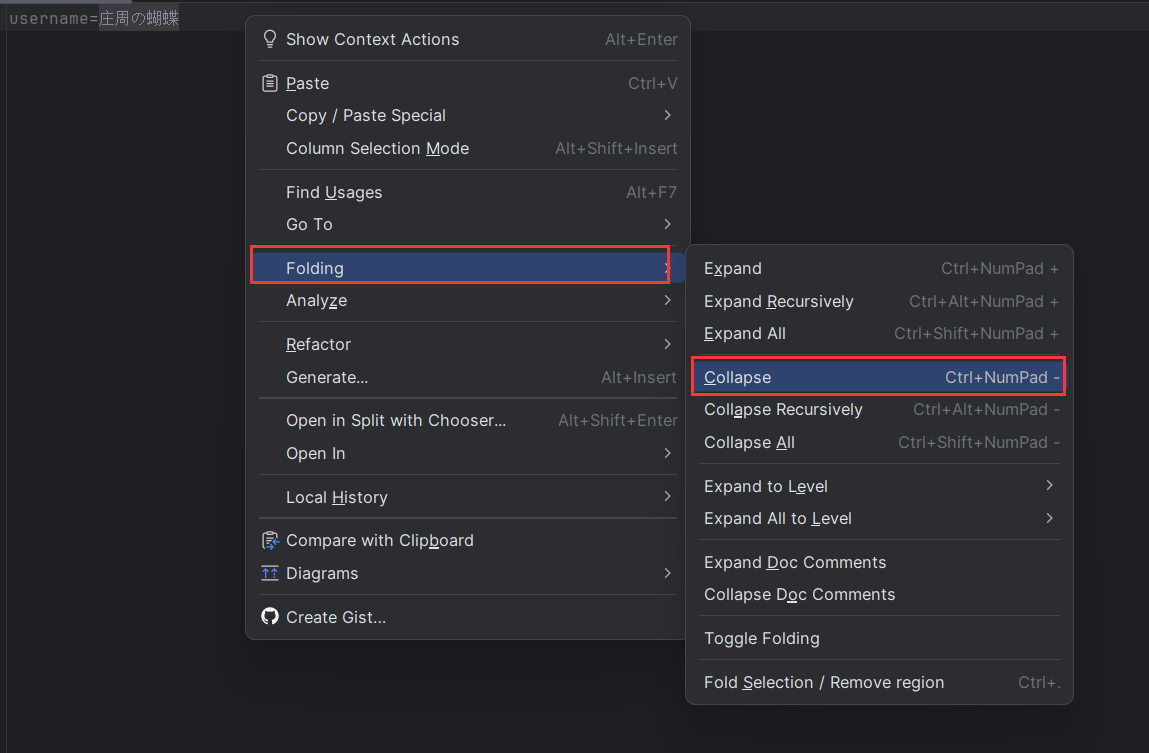 username=庄周の蝴蝶
Show Context Actions Alt+Enter
Paste Ctrl+V
Copy / Paste Special
Column Selection Mode Alt+Shift+Insert
Find Usages Alt+F7
Go To
Folding
Analyze
Refactor
Generate... Alt+Insert
Open in Split with Chooser... Alt+Shift+Enter
Open In
Local History
Compare with Clipboard
Diagrams
Create Gist...
Expand Ctrl+NumPad +
Expand Recursively Ctrl+Alt+NumPad +
Expand All Ctrl+Shift+NumPad +
Collapse Ctrl+NumPad -
Collapse Recursively Ctrl+Alt+NumPad -
Collapse All Ctrl+Shift+NumPad -
Expand to Level
Expand All to Level
Expand Doc Comments
Collapse Doc Comments
Toggle Folding
Fold Selection / Remove region Ctrl+.